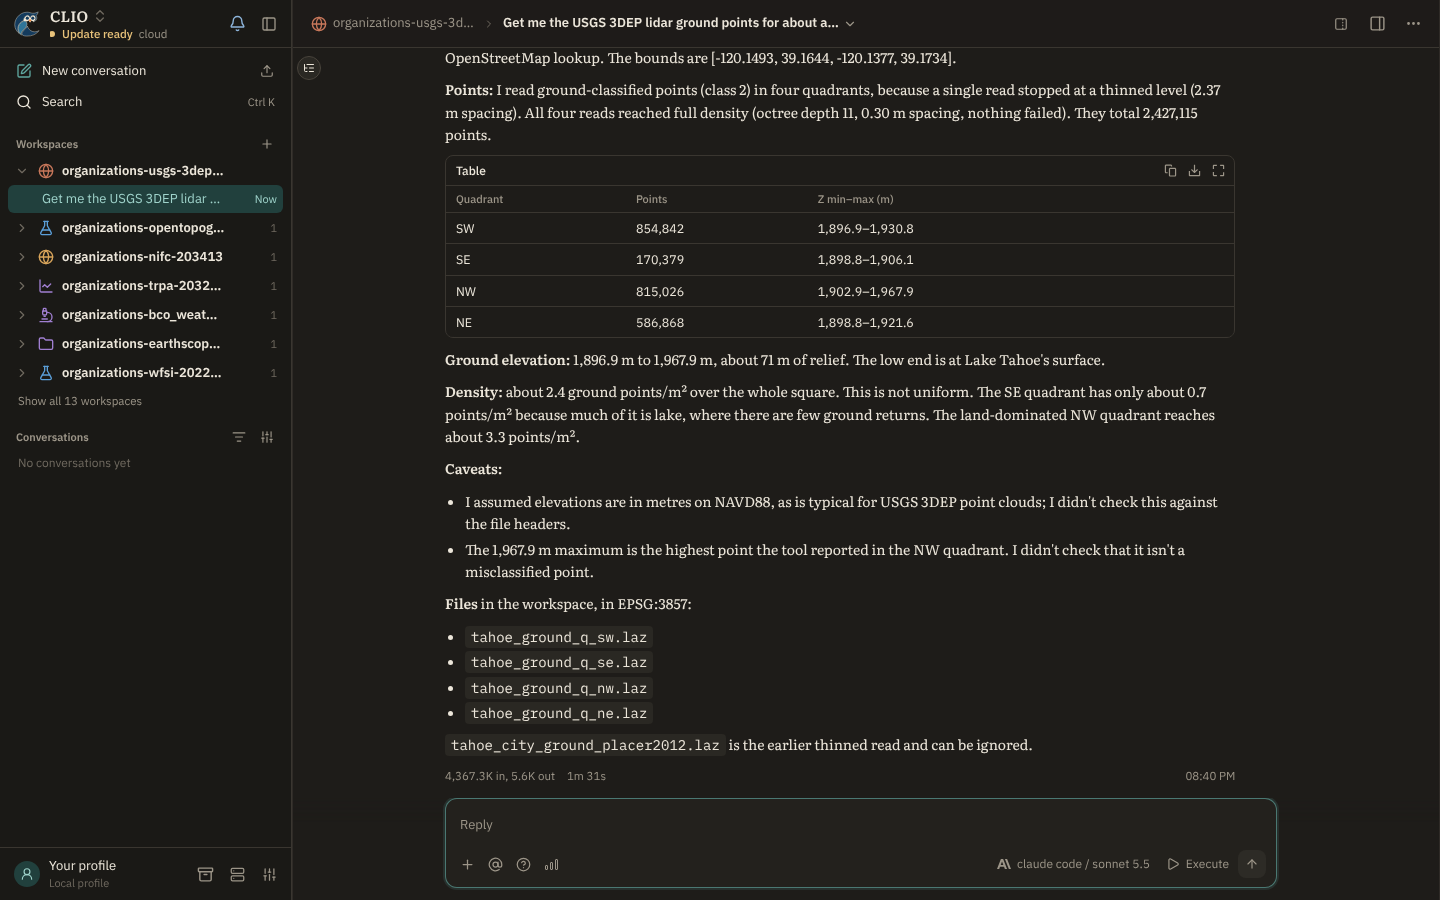 CLIO
Update ready cloud
New conversation
Search Ctrl K
Workspaces
organizations-usgs-3dep...
Get me the USGS 3DEP lidar ... Now
organizations-opentopog... 1
organizations-nifc-203413 1
organizations-trpa-2032... 1
organizations-bco_weat... 1
organizations-earthscop... 1
organizations-wfsi-2022... 1
Show all 13 workspaces
Conversations
No conversations yet
Your profile
Local profile
organizations-usgs-3d... Get me the USGS 3DEP lidar ground points for about a...
OpenStreetMap lookup. The bounds are [-120.1493, 39.1644, -120.1377, 39.1734].
Points: I read ground-classified points (class 2) in four quadrants, because a single read stopped at a thinned level (2.37
m spacing). All four reads reached full density (octree depth 11, 0.30 m spacing, nothing failed). They total 2,427,115
points.
Table
Quadrant Points Z min–max (m)
SW 854,842 1,896.9–1,930.8
SE 170,379 1,898.8–1,906.1
NW 815,026 1,902.9–1,967.9
NE 586,868 1,898.8–1,921.6
Ground elevation: 1,896.9 m to 1,967.9 m, about 71 m of relief. The low end is at Lake Tahoe's surface.
Density: about 2.4 ground points/m² over the whole square. This is not uniform. The SE quadrant has only about 0.7
points/m² because much of it is lake, where there are few ground returns. The land-dominated NW quadrant reaches
about 3.3 points/m².
Caveats:
• I assumed elevations are in metres on NAVD88, as is typical for USGS 3DEP point clouds; I didn't check this against
the file headers.
• The 1,967.9 m maximum is the highest point the tool reported in the NW quadrant. I didn't check that it isn't a
misclassified point.
Files in the workspace, in EPSG:3857:
• tahoe_ground_q_sw.laz
• tahoe_ground_q_se.laz
• tahoe_ground_q_nw.laz
• tahoe_ground_q_ne.laz
tahoe_city_ground_placer2012.laz is the earlier thinned read and can be ignored.
4,367.3K in, 5.6K out 1m 31s 08:40 PM
Reply
claude code / sonnet 5.5 Execute